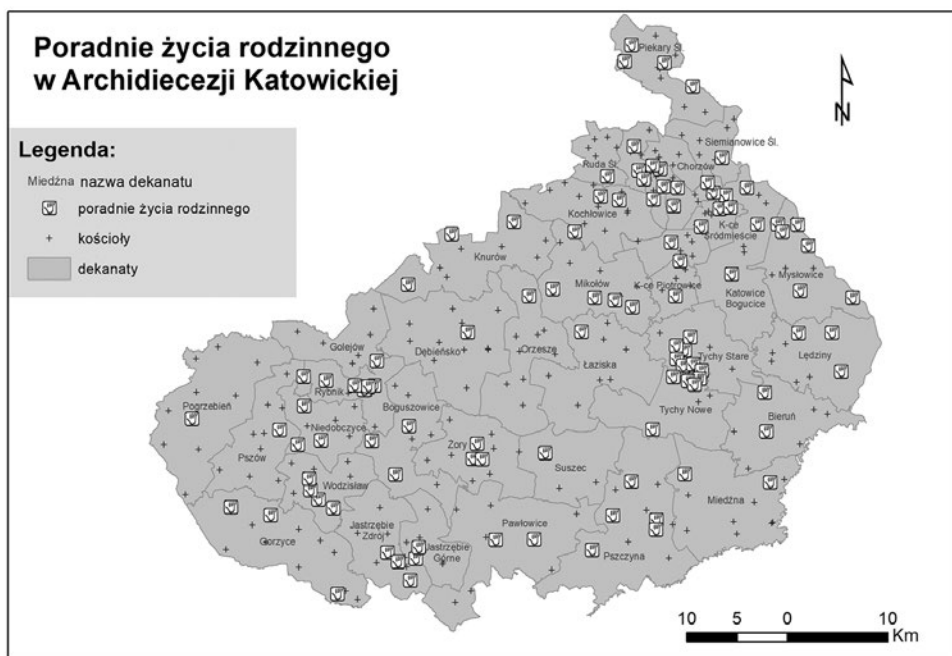 Poradnie życia rodzinnego
w Archidiecezji Katowickiej
Legenda:
Miedźna nazwa dekanatu
poradnie życia rodzinnego
kościoły
dekanaty
N
Piekary Śl.
Siemianowice Śl.
Ruda Śl.
Chorzów
Kochłowice
K-ce
Śródmieście
Knurów
Mikołów
K-ce Piotrowice
Katowice
Bogucice
Mysłowice
Golejów
Dębieńsko
Orzesze
Łaziska
Tychy Stare
Lędziny
Rybnik
Boguszowice
Tychy Nowe
Bieruń
Pogrzebień
Niedobczyce
Pszów
Żory
Suszec
Wodzisław
Miedźna
Jastrzębie
Zdrój
Jastrzębie
Górne
Pawłowice
Pszczyna
Gorzyce
10 5 0 10
Km